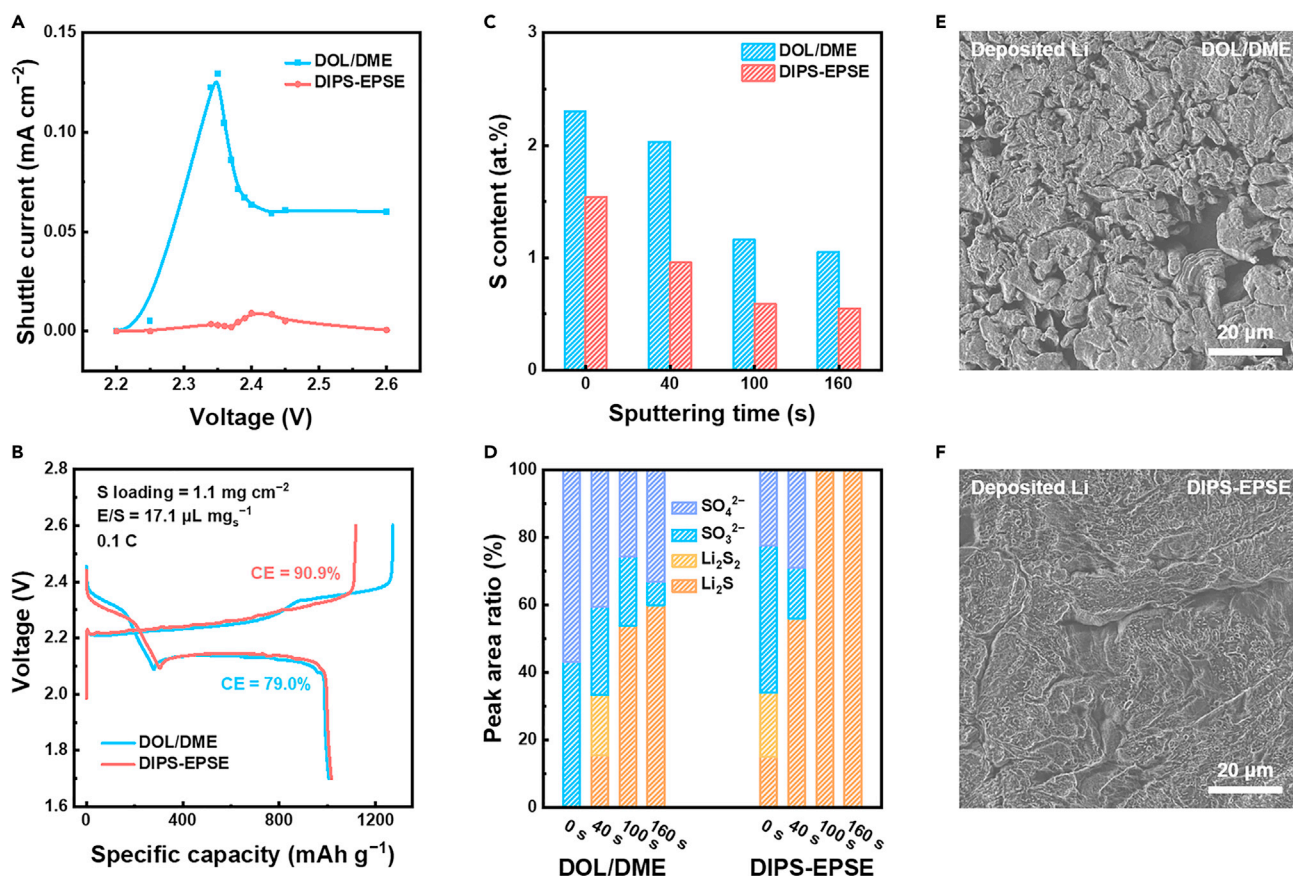 A
0.15
0.10
0.05
0.00
Shuttle current (mA cm⁻²)
DOL/DME
DIPS-EPSE
2.2 2.3 2.4 2.5 2.6
Voltage (V)
B
2.8
2.6
2.4
2.2
2.0
1.8
1.6
Voltage (V)
S loading = 1.1 mg cm⁻²
E/S = 17.1 µL mgₛ⁻¹
0.1 C
CE = 90.9%
CE = 79.0%
DOL/DME
DIPS-EPSE
0 400 800 1200
Specific capacity (mAh g⁻¹)
C
3
2
1
0
S content (at.%)
DOL/DME
DIPS-EPSE
0 40 100 160
Sputtering time (s)
D
100
80
60
40
20
0
Peak area ratio (%)
SO₄²⁻
SO₃²⁻
Li₂S₂
Li₂S
0 s 40 s 100 s 160 s 0 s 40 s 100 s 160 s
DOL/DME DIPS-EPSE
E
Deposited Li DOL/DME
20 µm
F
Deposited Li DIPS-EPSE
20 µm